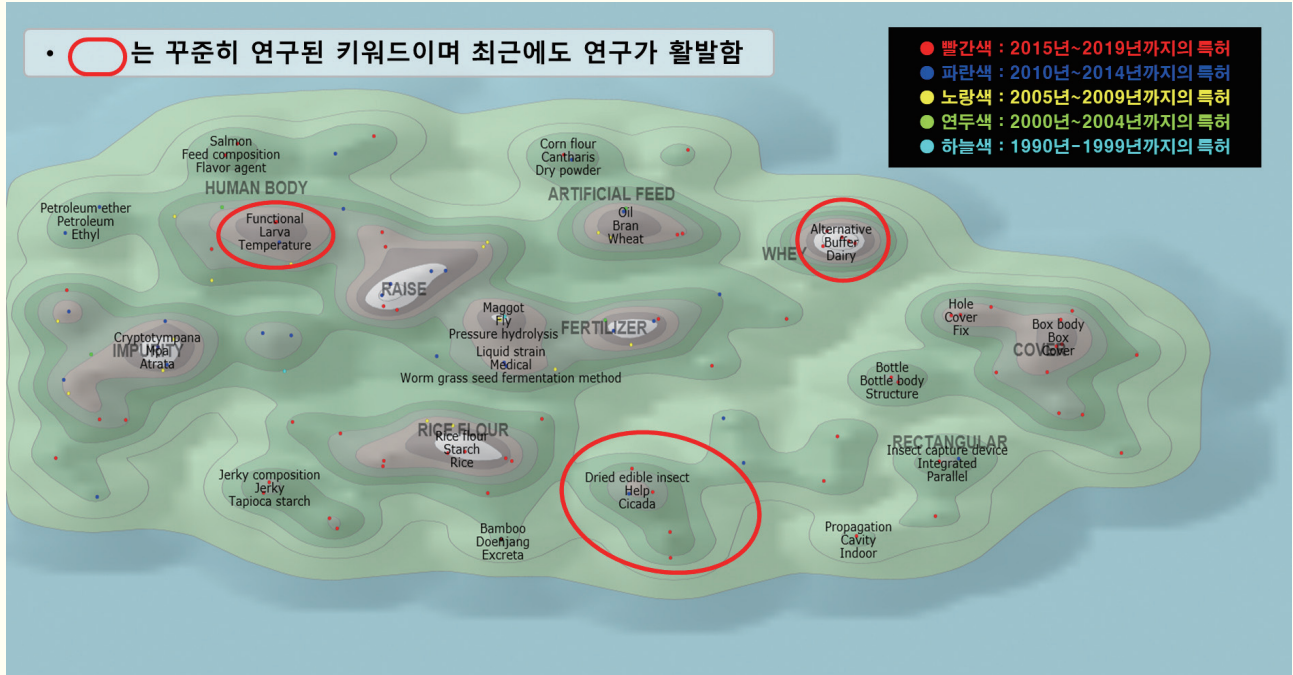 • 는 꾸준히 연구된 키워드이며 최근에도 연구가 활발함
● 빨간색 : 2015년~2019년까지의 특허
● 파란색 : 2010년~2014년까지의 특허
● 노랑색 : 2005년~2009년까지의 특허
● 연두색 : 2000년~2004년까지의 특허
● 하늘색 : 1990년-1999년까지의 특허
Salmon
Feed composition
Flavor agent
HUMAN BODY
Corn flour
Cantharis
Dry powder
ARTIFICIAL FEED
Petroleum ether
Petroleum
Ethyl
Functional
Larva
Temperature
Oil
Bran
Wheat
WHEY
Alternative
Buffer
Dairy
RAISE
Maggot
Fly
Pressure hydrolysis
FERTILIZER
Liquid strain
Medical
Worm grass seed fermentation method
Hole
Cover
Fix
Box body
Box
Cover
COVER
Cryptotympana
Mpa
Atrata
IMPURITY
Bottle
Bottle body
Structure
RICE FLOUR
Rice flour
Starch
Rice
RECTANGULAR
Insect capture device
Integrated
Parallel
Jerky composition
Jerky
Tapioca starch
Dried edible insect
Help
Cicada
Bamboo
Doenjang
Excreta
Propagation
Cavity
Indoor